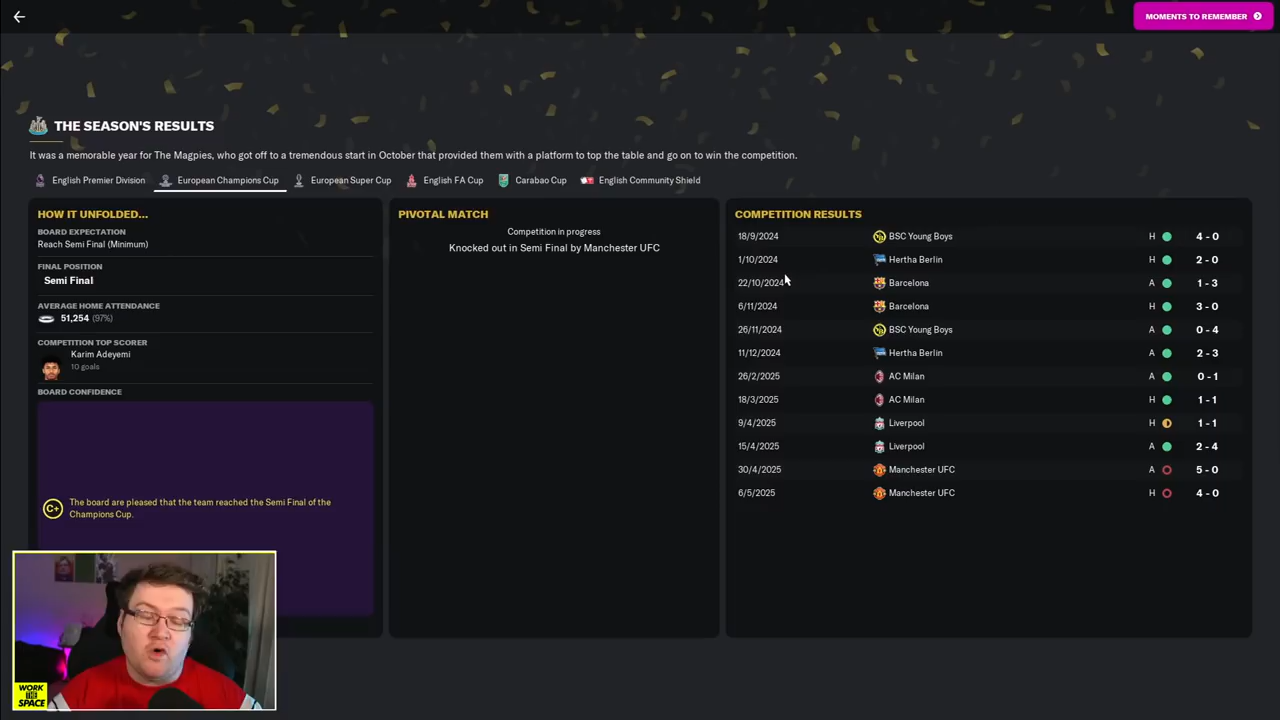 MOMENTS TO REMEMBER
THE SEASON'S RESULTS
It was a memorable year for The Magpies, who got off to a tremendous start in October that provided them with a platform to top the table and go on to win the competition.
English Premier Division European Champions Cup European Super Cup English FA Cup Carabao Cup English Community Shield
HOW IT UNFOLDED...
BOARD EXPECTATION
Reach Semi Final (Minimum)
FINAL POSITION
Semi Final
AVERAGE HOME ATTENDANCE
51,254 (97%)
COMPETITION TOP SCORER
Karim Adeyemi
10 goals
BOARD CONFIDENCE
C+
The board are pleased that the team reached the Semi Final of the
Champions Cup.
PIVOTAL MATCH
Competition in progress
Knocked out in Semi Final by Manchester UFC
COMPETITION RESULTS
18/9/2024 BSC Young Boys H 4 - 0
1/10/2024 Hertha Berlin H 2 - 0
22/10/2024 Barcelona A 1 - 3
6/11/2024 Barcelona H 3 - 0
26/11/2024 BSC Young Boys A 0 - 4
11/12/2024 Hertha Berlin A 2 - 3
26/2/2025 AC Milan A 0 - 1
18/3/2025 AC Milan H 1 - 1
9/4/2025 Liverpool H 1 - 1
15/4/2025 Liverpool A 2 - 4
30/4/2025 Manchester UFC A 5 - 0
6/5/2025 Manchester UFC H 4 - 0
WORK
THE
SPACE